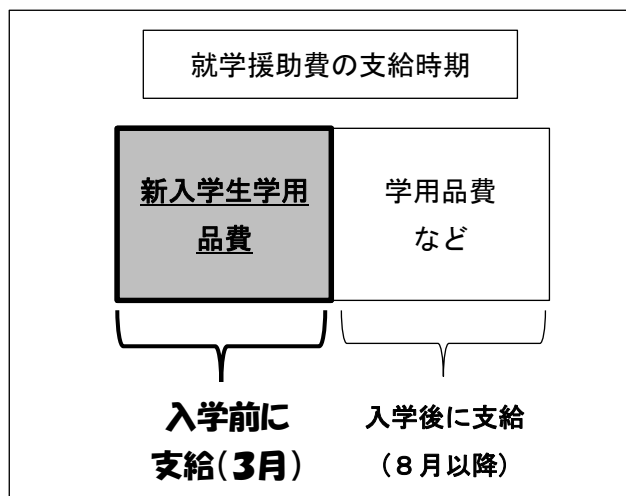 就学援助費の支給時期
新入学生学用
品費
学用品費
など
入学前に
支給(3月)
入学後に支給
(8月以降)